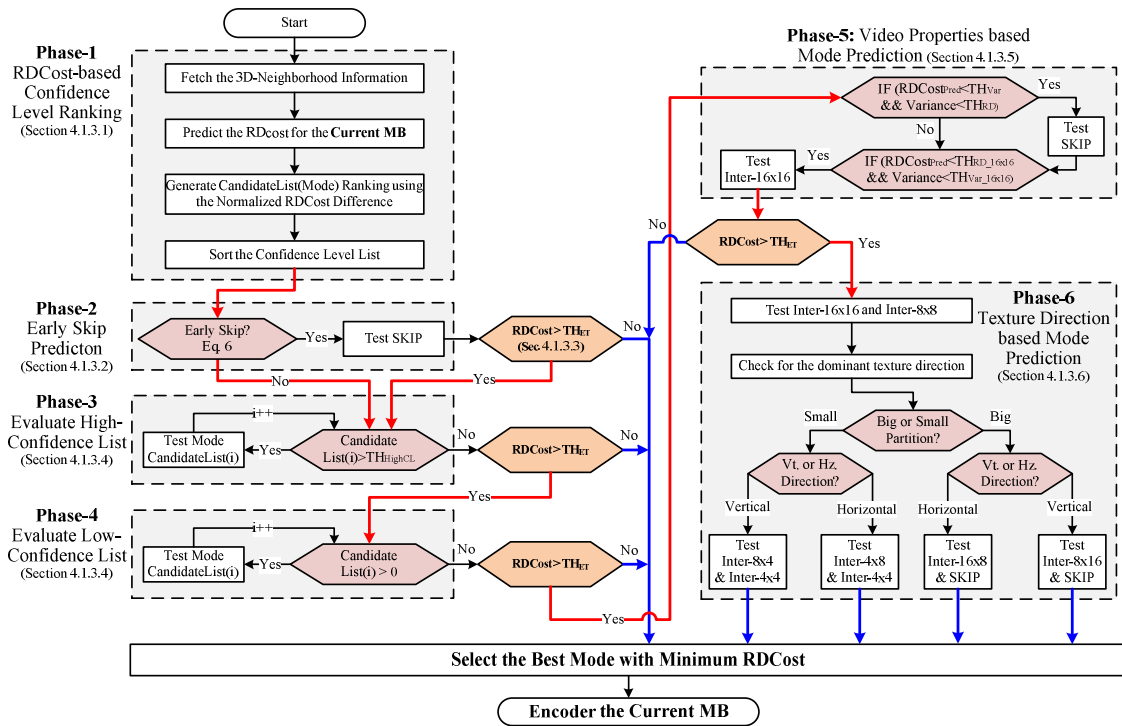 Start
Phase-1
RDCost-based
Confidence
Level Ranking
(Section 4.1.3.1)
Fetch the 3D-Neighborhood Information
Predict the RDcost for the Current MB
Generate CandidateList(Mode) Ranking using
the Normalized RDCost Difference
Sort the Confidence Level List
Phase-2
Early Skip
Predicton
(Section 4.1.3.2)
Early Skip?
Eq. 6
Yes
Test SKIP
RDCost>THET
(Sec. 4.1.3.3)
No
No
Yes
Phase-3
Evaluate High-
Confidence List
(Section 4.1.3.4)
i++
Test Mode
CandidateList(i)
Yes
Candidate
List(i)>THHighCL
No
RDCost>THET
No
Yes
Phase-4
Evaluate Low-
Confidence List
(Section 4.1.3.4)
i++
Test Mode
CandidateList(i)
Yes
Candidate
List(i) > 0
No
RDCost>THET
No
Yes
Phase-5: Video Properties based
Mode Prediction (Section 4.1.3.5)
IF (RDCostPred<THVar
&& Variance<THRD)
Yes
No
Test
SKIP
IF (RDCostPred<THRD_16x16
&& Variance<THVar_16x16)
Yes
Test
Inter-16x16
No
RDCost>THET
Yes
Phase-6
Texture Direction
based Mode
Prediction
(Section 4.1.3.6)
Test Inter-16x16 and Inter-8x8
Check for the dominant texture direction
Small
Big or Small
Partition?
Big
Vt. or Hz.
Direction?
Vt. or Hz.
Direction?
Vertical
Horizontal
Horizontal
Vertical
Test
Inter-8x4
& Inter-4x4
Test
Inter-4x8
& Inter-4x4
Test
Inter-16x8
& SKIP
Test
Inter-8x16
& SKIP
Select the Best Mode with Minimum RDCost
Encoder the Current MB